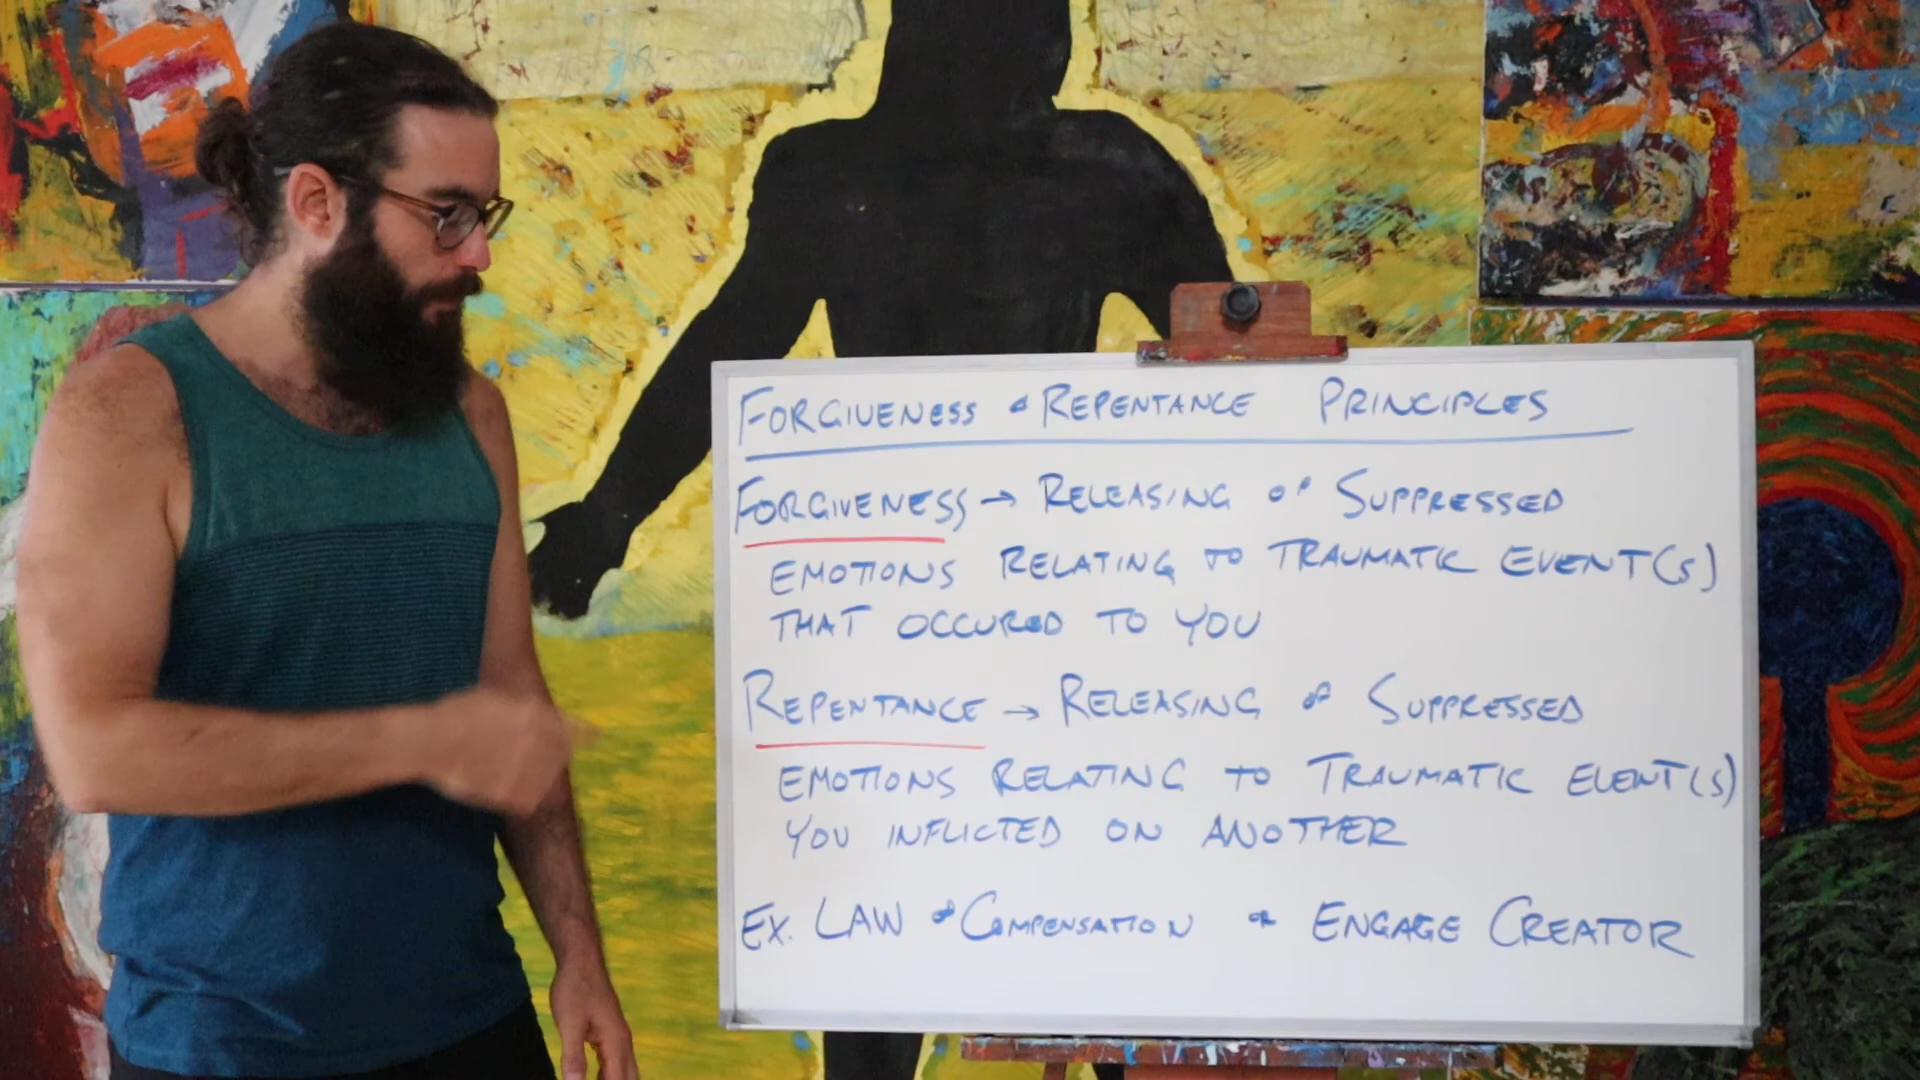 FORGIVENESS & REPENTANCE PRINCIPLES
FORGIVENESS → RELEASING OF SUPPRESSED
EMOTIONS RELATING TO TRAUMATIC EVENT(S)
THAT OCCURED TO YOU
REPENTANCE → RELEASING OF SUPPRESSED
EMOTIONS RELATING TO TRAUMATIC EVENT(S)
YOU INFLICTED ON ANOTHER
EX. LAW OF COMPENSATION OR ENGAGE CREATOR